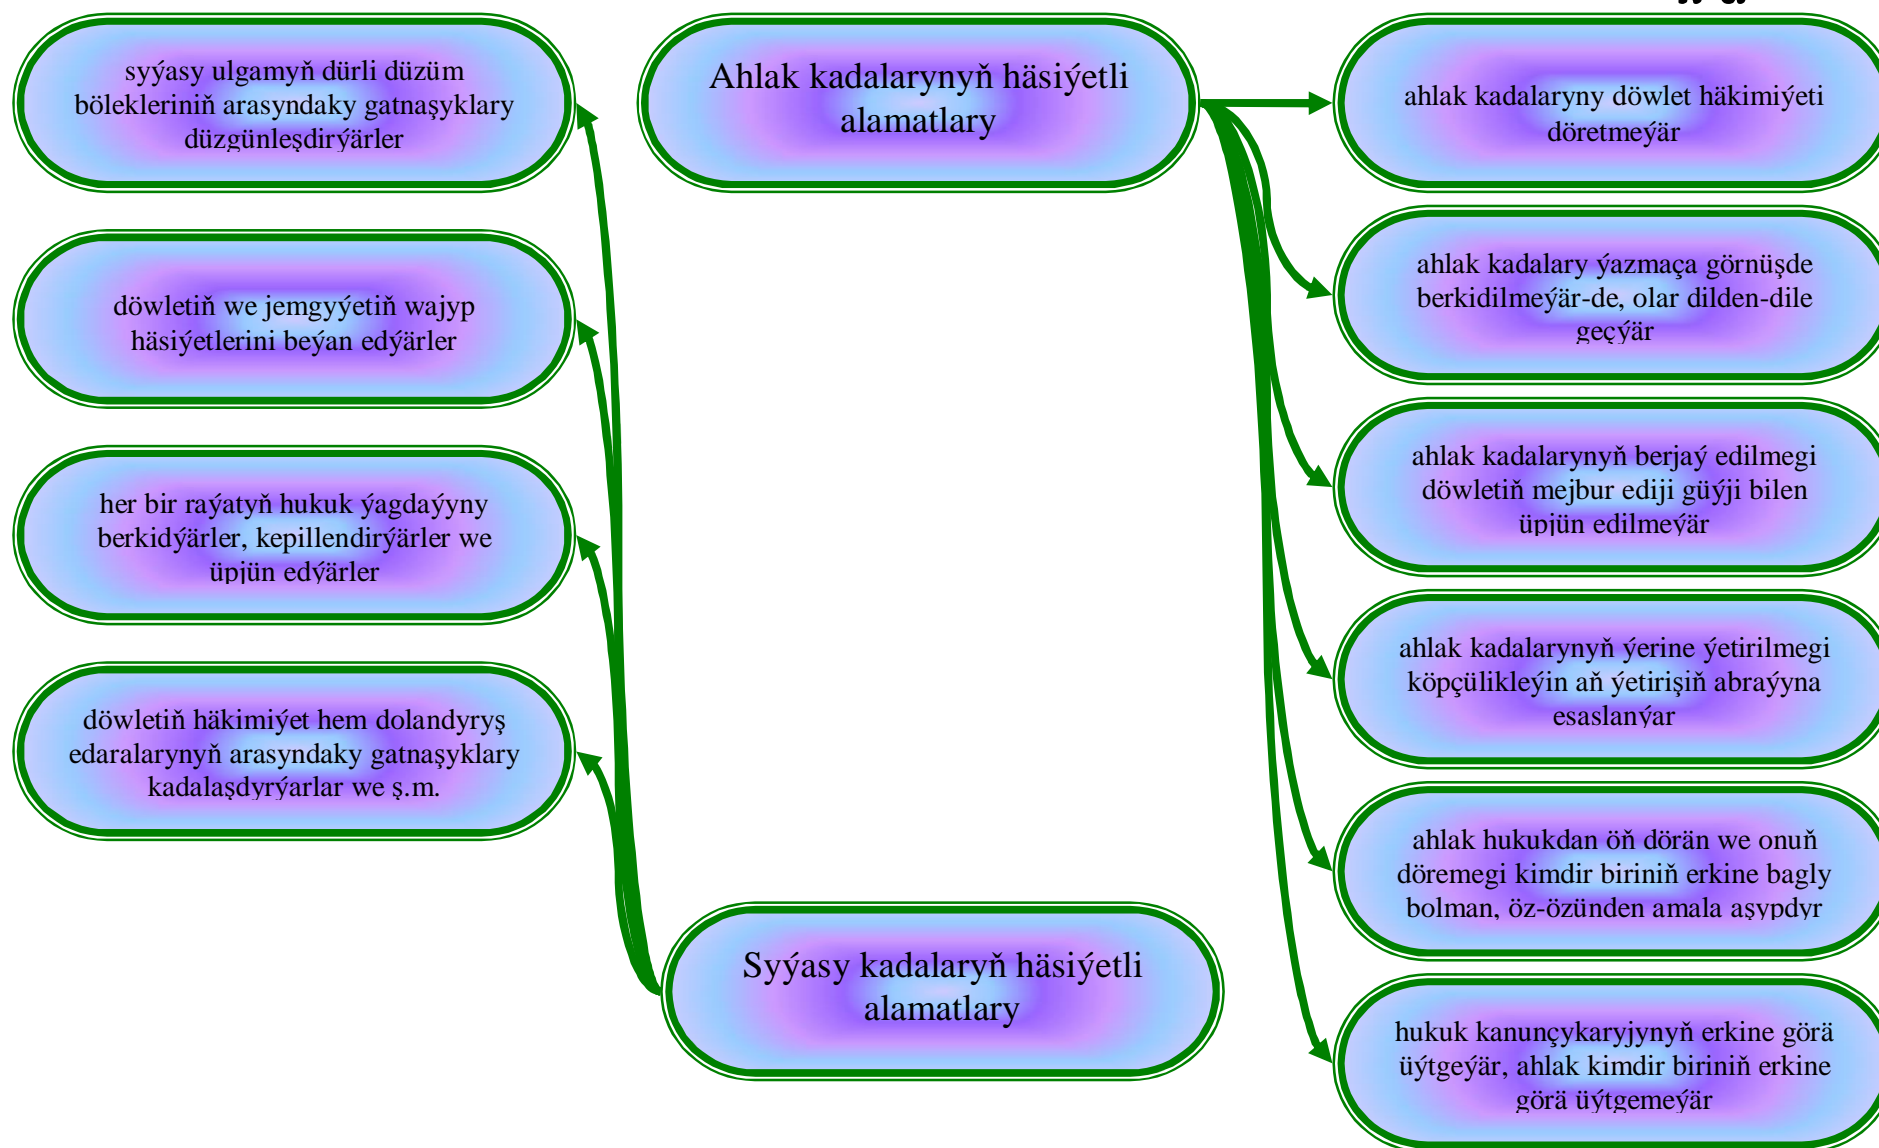 syýasy ulgamyň dürli düzüm
bölekleriniň arasyndaky gatnaşyklary
düzgünleşdirýärler
döwletiň we jemgyýetiň wajyp
häsiýetlerini beýan edýärler
her bir raýatyň hukuk ýagdaýyny
berkidýärler, kepillendirýärler we
üpjün edýärler
döwletiň häkimiýet hem dolandyryş
edaralarynyň arasyndaky gatnaşyklary
kadalaşdyrýarlar we ş.m.
Ahlak kadalarynyň häsiýetli
alamatlary
Syýasy kadalaryň häsiýetli
alamatlary
ahlak kadalaryny döwlet häkimiýeti
döretmeýär
ahlak kadalary ýazmaça görnüşde
berkidilmeýär-de, olar dilden-dile
geçýär
ahlak kadalarynyň berjaý edilmegi
döwletiň mejbur ediji güýji bilen
üpjün edilmeýär
ahlak kadalarynyň ýerine ýetirilmegi
köpçülikleýin aň ýetirişiň abraýyna
esaslanýar
ahlak hukukdan öň dörän we onuň
döremegi kimdir biriniň erkine bagly
bolman, öz-özünden amala aşypdyr
hukuk kanunçykaryjynyň erkine görä
üýtgeýär, ahlak kimdir biriniň erkine
görä üýtgemeýär